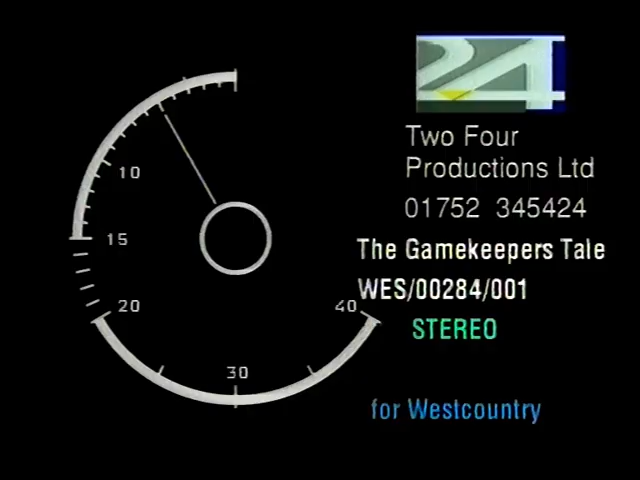 24
Two Four
Productions Ltd
01752 345424
The Gamekeepers Tale
WES/00284/001
STEREO
for Westcountry
10
15
20
30
40